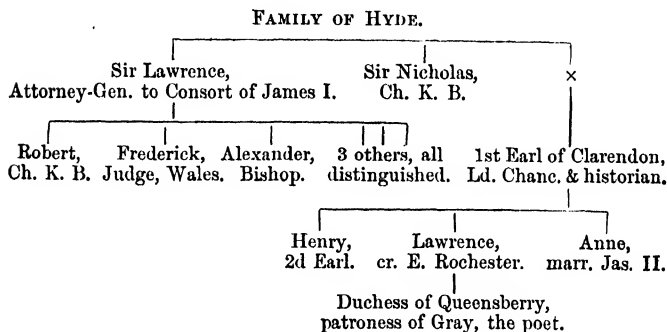 FAMILY OF HYDE.
Sir Lawrence,
Attorney-Gen. to Consort of James I.
Sir Nicholas,
Ch. K. B.
×
Robert,
Ch. K. B.
Frederick,
Judge, Wales.
Alexander,
Bishop.
3 others, all
distinguished.
1st Earl of Clarendon,
Ld. Chanc. & historian.
Henry,
2d Earl.
Lawrence,
cr. E. Rochester.
Anne,
marr. Jas. II.
Duchess of Queensberry,
patroness of Gray, the poet.